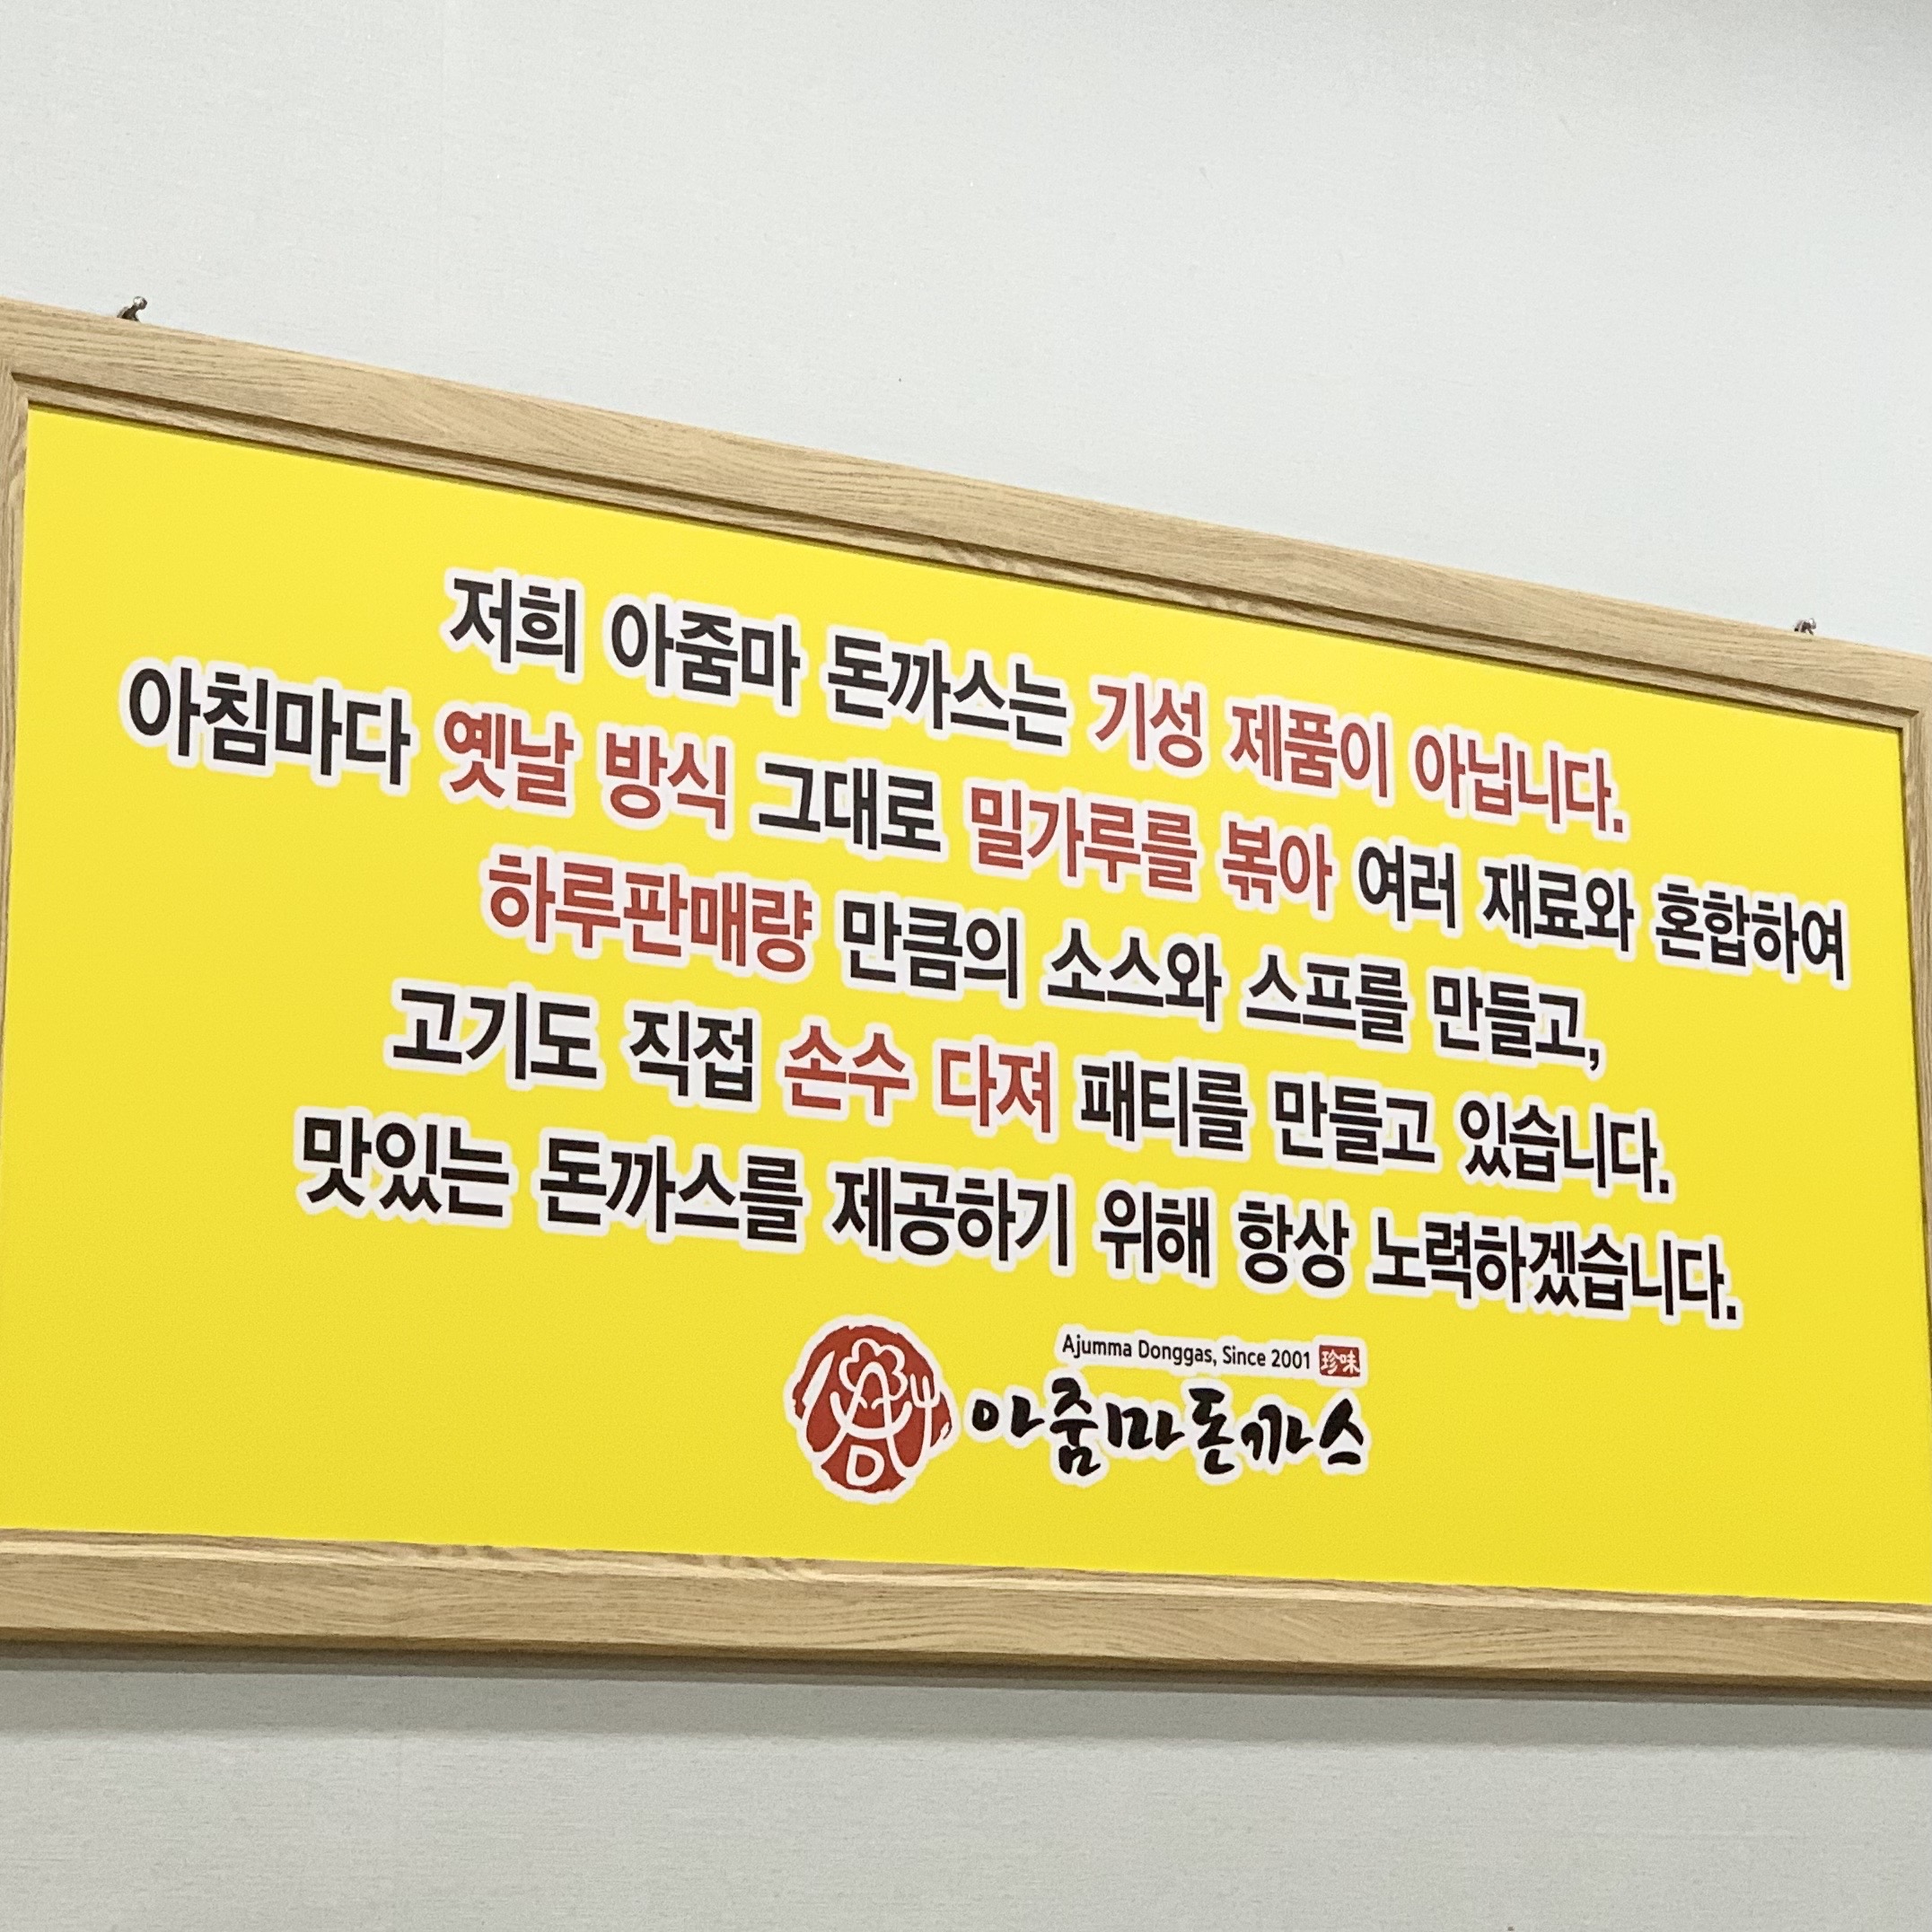 저희 아줌마 돈까스는 기성 제품이 아닙니다.
아침마다 옛날 방식 그대로 밀가루를 볶아 여러 재료와 혼합하여
하루판매량 만큼의 소스와 스프를 만들고,
고기도 직접 손수 다져 패티를 만들고 있습니다.
맛있는 돈까스를 제공하기 위해 항상 노력하겠습니다.
Ajumma Donggas, Since 2001 珍味
아줌마돈까스